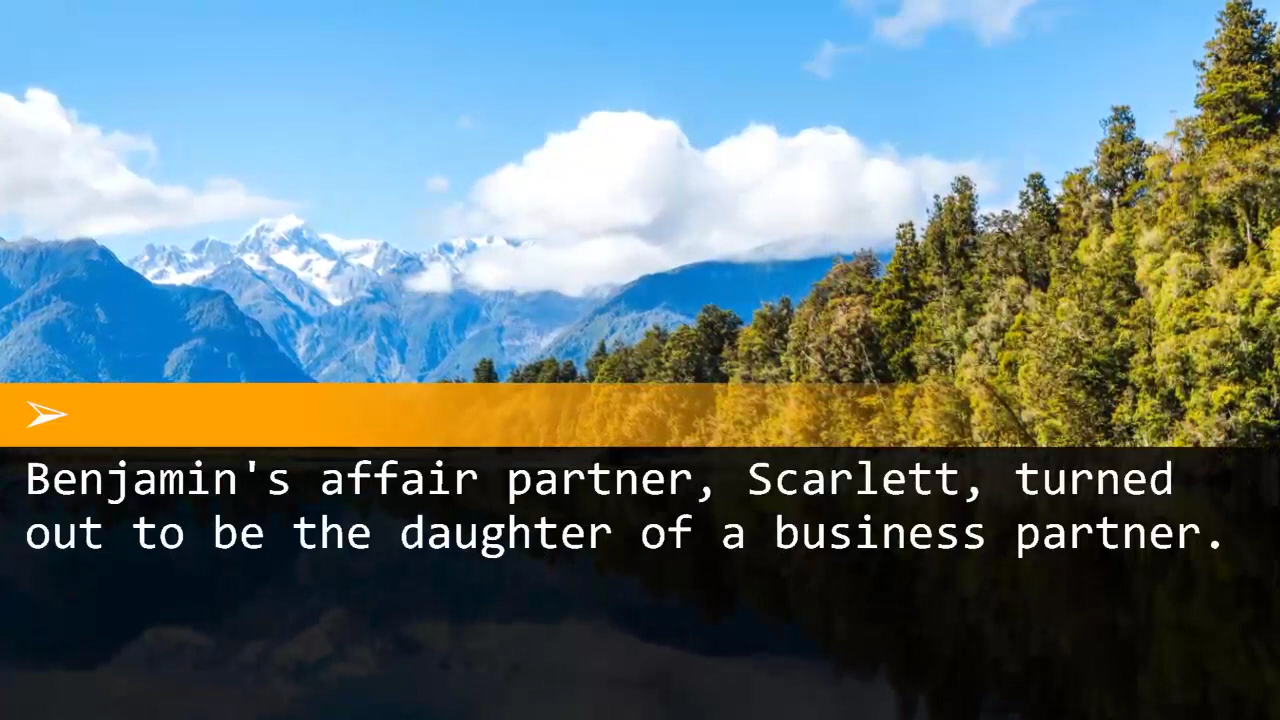 Benjamin's affair partner, Scarlett, turned
out to be the daughter of a business partner.